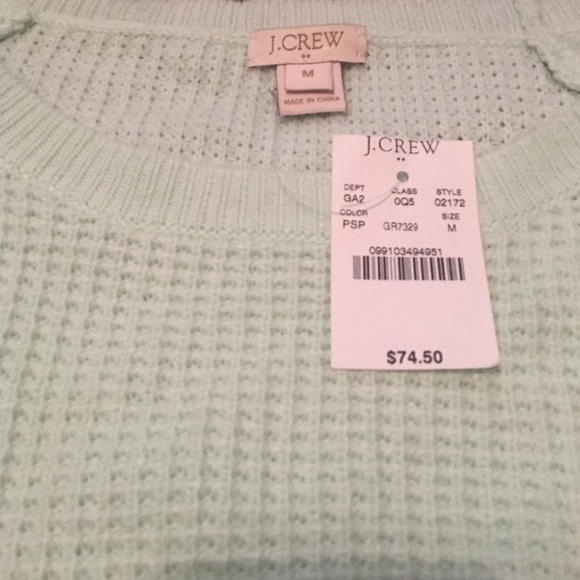 J.CREW
M
MADE IN CHINA
J.CREW
DEPT CLASS STYLE
GA2 0Q5 02172
COLOR SIZE
PSP GR7329 M
099103494951
$74.50